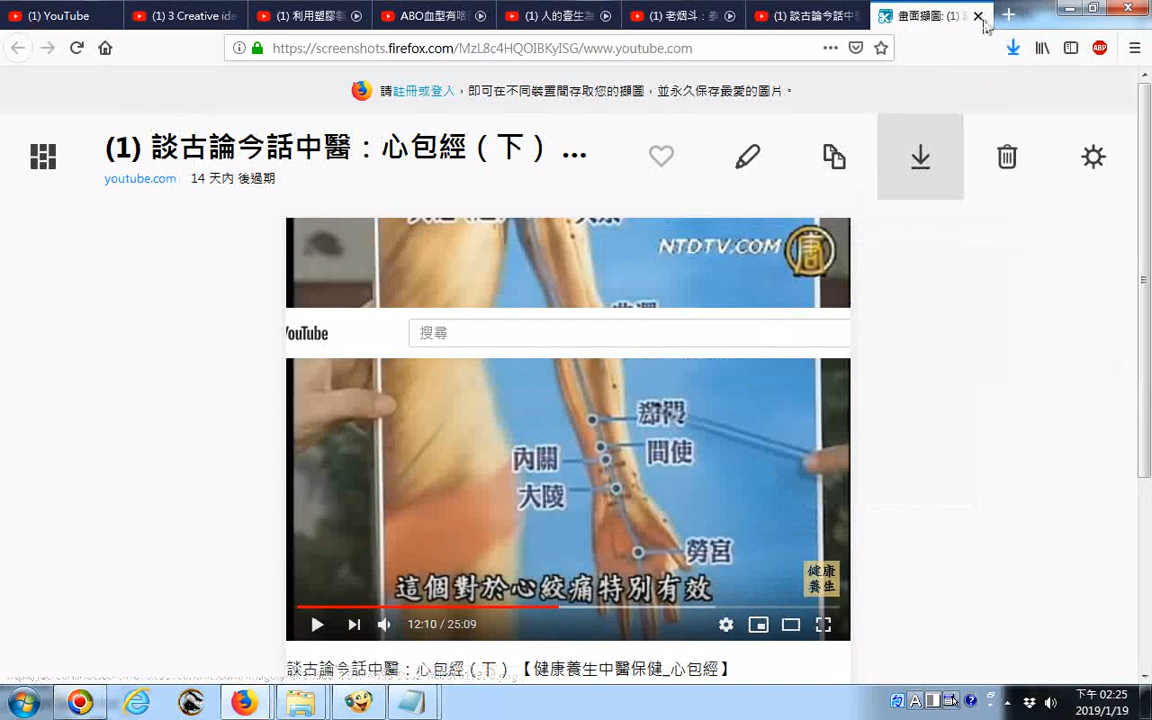 (1) YouTube
(1) 3 Creative ide
(1) 利用塑膠
ABO血型有啥
(1) 人的壹生為
(1) 老烟斗：
(1) 談古論今話中
畫面擷圖: (1)
https://screenshots.firefox.com/MzL8c4HQOIBKyISG/www.youtube.com
ABP
請註冊或登入，即可在不同裝置間存取您的擷圖，並永久保存最愛的圖片。
(1) 談古論今話中醫：心包經（下） ...
youtube.com 14 天內 後過期
NTDTV.COM
唐
YouTube
搜尋
間使
內關
大陵
勞宮
健康
養生
這個對於心絞痛特別有效
12:10 / 25:09
談古論今話中醫：心包經（下）【健康養生中醫保健_心包經】
下午 02:25
2019/1/19